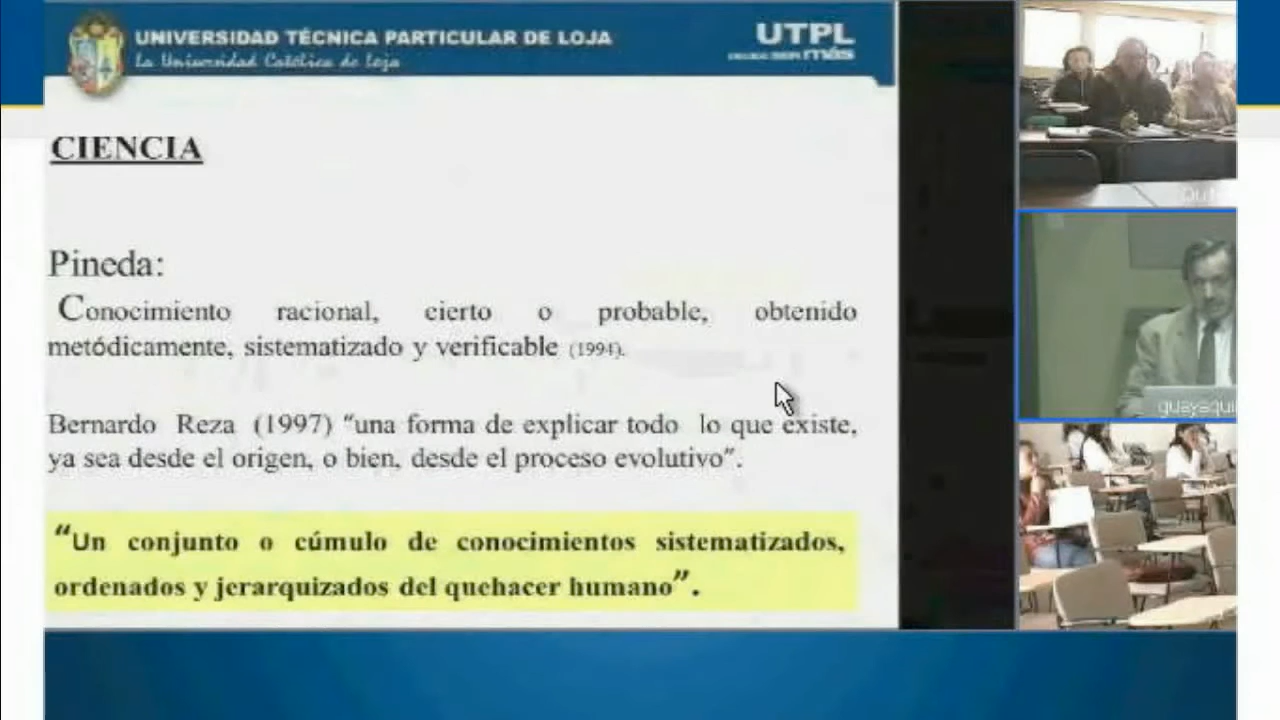 UNIVERSIDAD TÉCNICA PARTICULAR DE LOJA
La Universidad Católica de Loja
UTPL
más
CIENCIA
Pineda:
Conocimiento racional, cierto o probable, obtenido
metódicamente, sistematizado y verificable (1994).
Bernardo Reza (1997) “una forma de explicar todo lo que existe,
ya sea desde el origen, o bien, desde el proceso evolutivo”.
“Un conjunto o cúmulo de conocimientos sistematizados,
ordenados y jerarquizados del quehacer humano”.
guayaqui